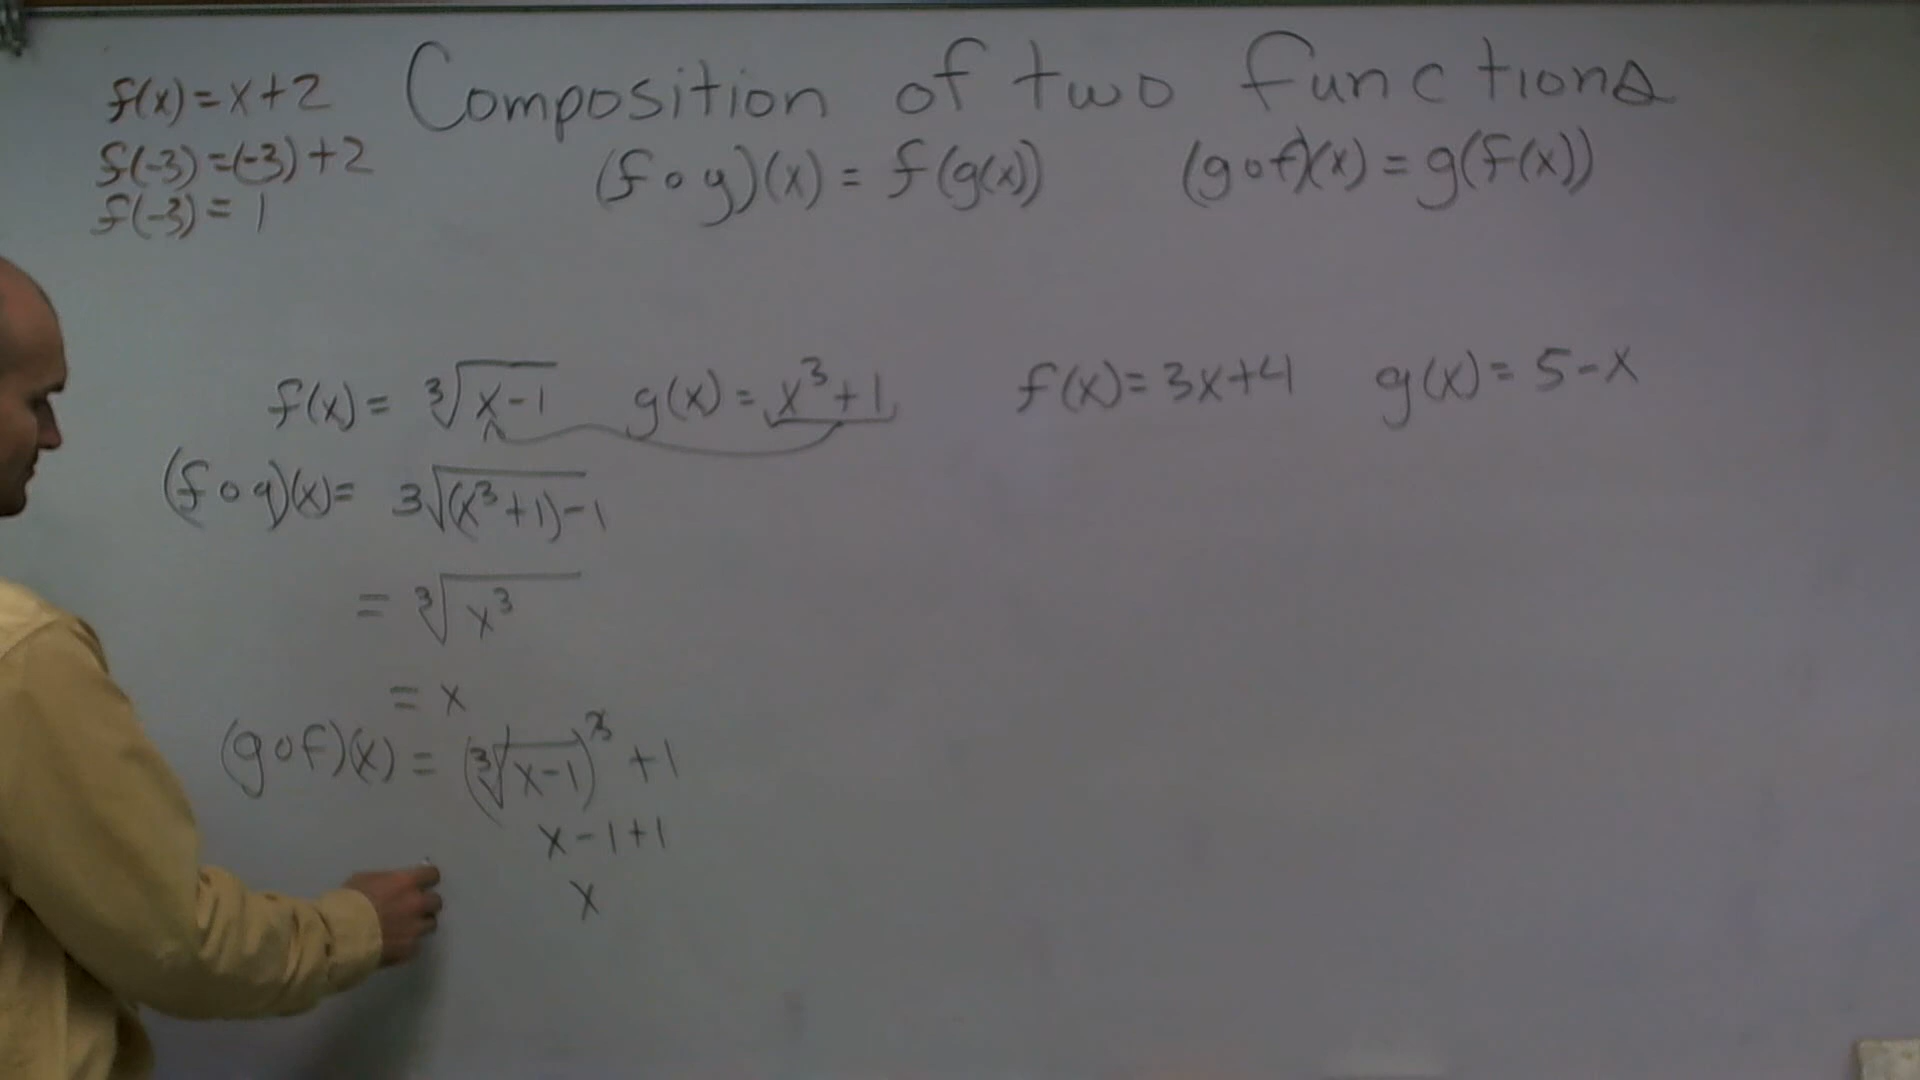 Composition of two functions
f(x) = x+2
f(-3) = (-3) + 2
f(-3) = 1
(f ∘ g)(x) = f(g(x)) (g∘f)(x) = g(f(x))
f(x) = ∛(x-1) g(x) = x³+1 f(x) = 3x+4 g(x) = 5-x
(f ∘ g)(x) = 3√((x³+1)-1)
= ∛(x³)
= x
(g∘f)(x) = (∛(x-1))³ + 1
x-1+1
x